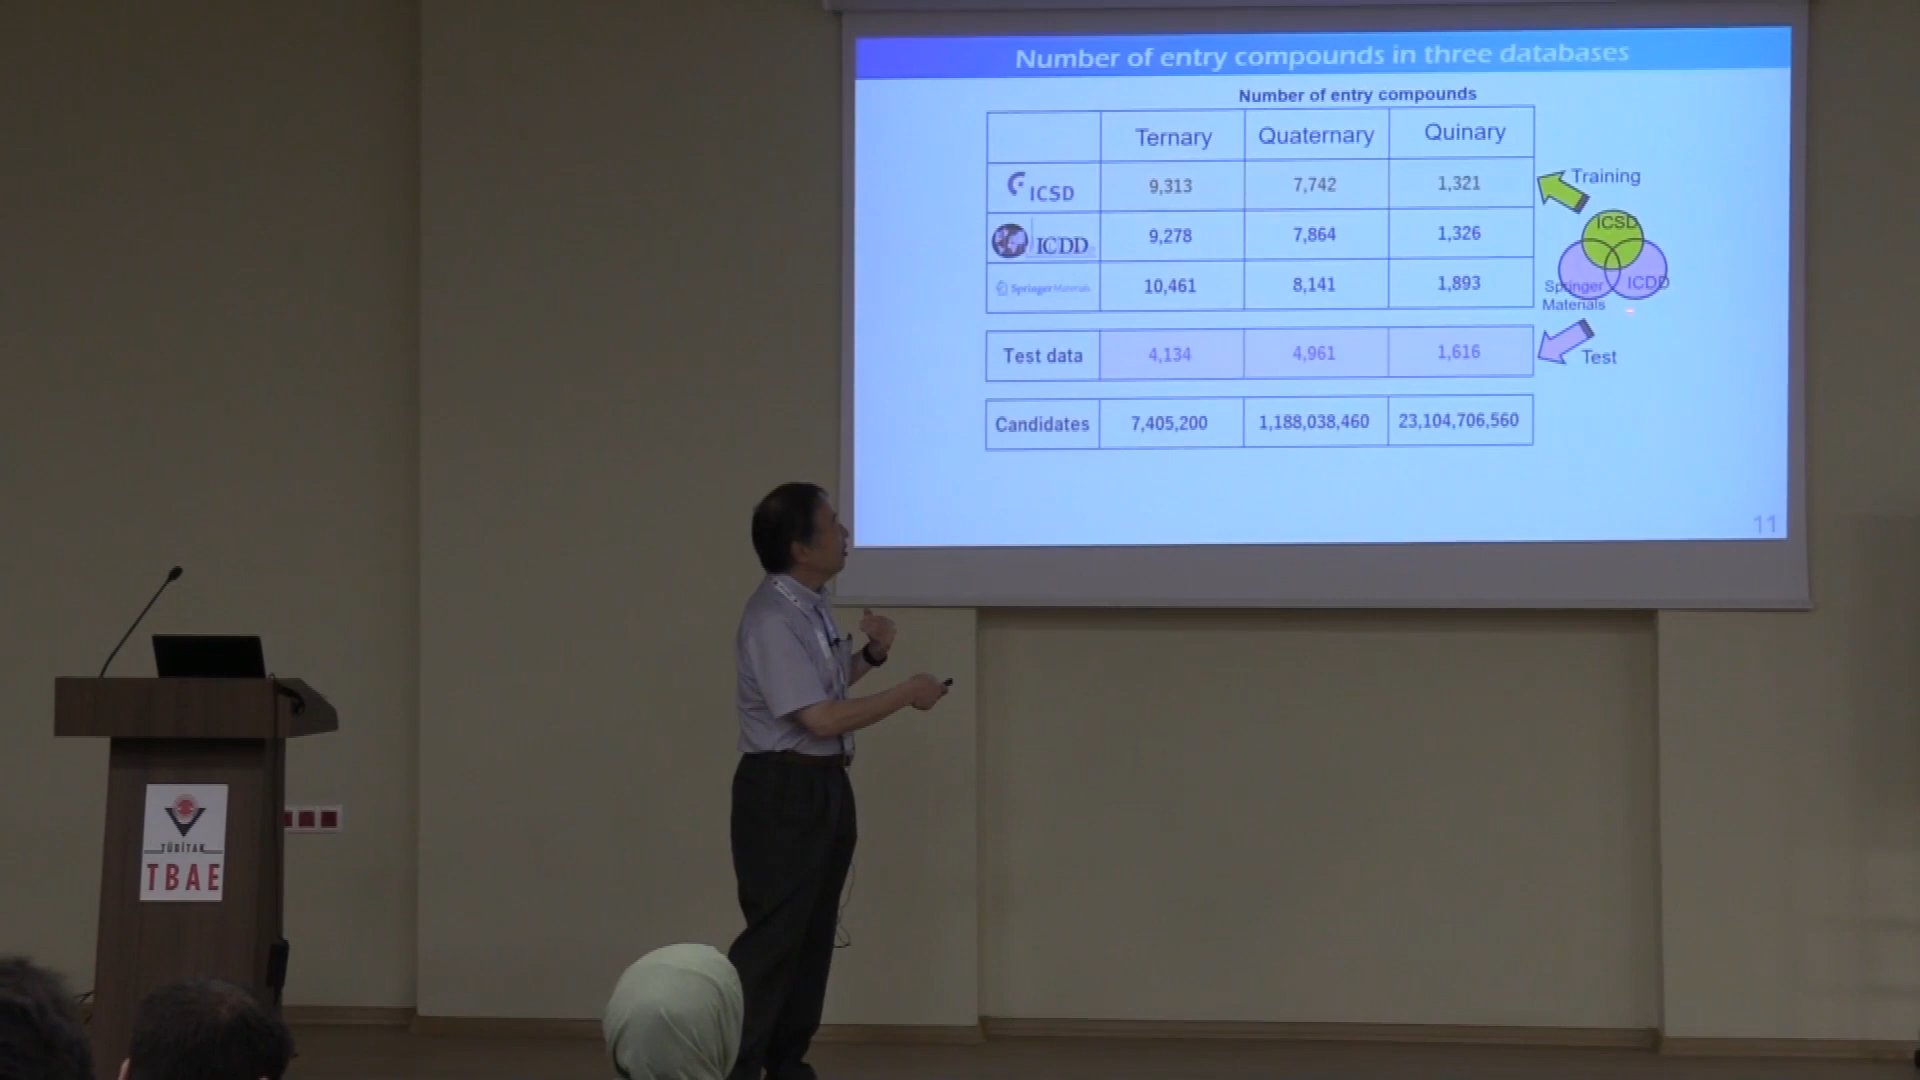 Number of entry compounds in three databases
Number of entry compounds
Ternary Quaternary Quinary
ICSD 9,313 7,742 1,321
ICDD 9,278 7,864 1,326
Springer Materials 10,461 8,141 1,893
Training
ICSD
Springer
Materials
ICDD
Test data 4,134 4,961 1,616
Test
Candidates 7,405,200 1,188,038,460 23,104,706,560
11
TÜBİTAK
TBAE